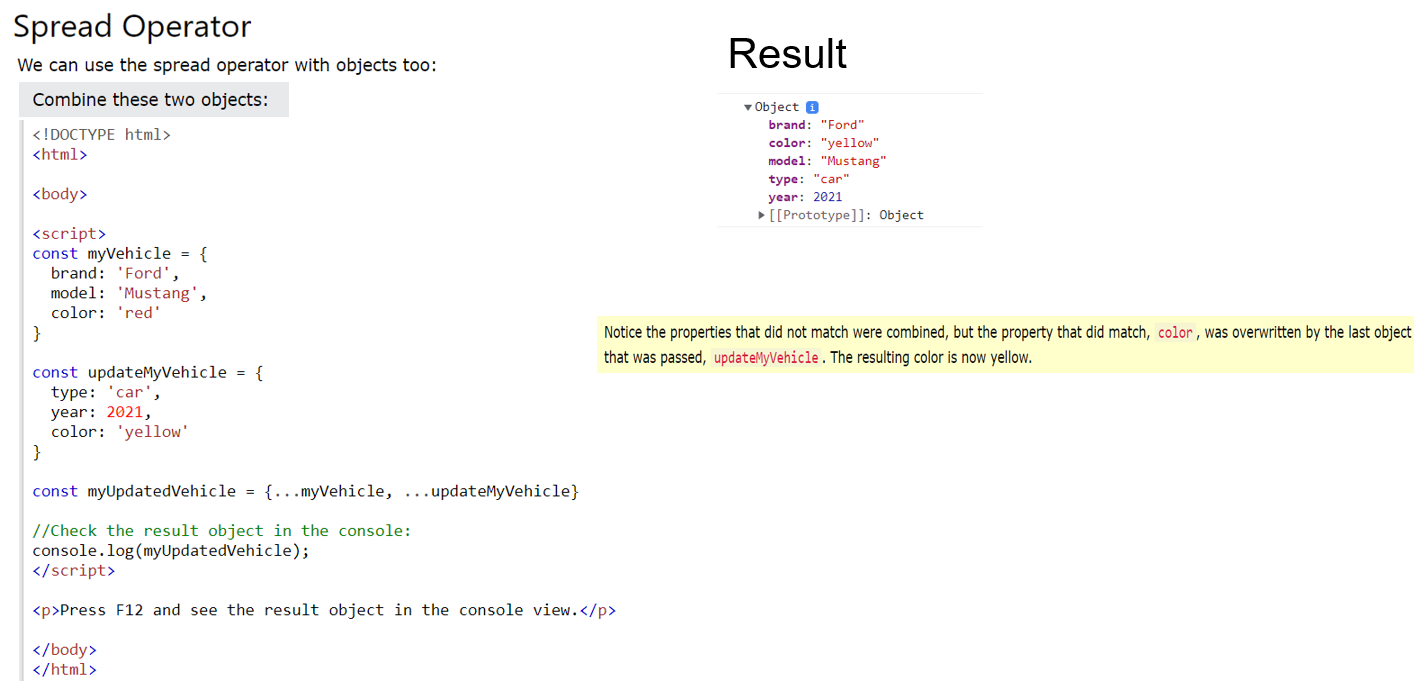 Spread Operator
We can use the spread operator with objects too:
Combine these two objects:
<!DOCTYPE html>
<html>
<body>
<script>
const myVehicle = {
  brand: 'Ford',
  model: 'Mustang',
  color: 'red'
}
const updateMyVehicle = {
  type: 'car',
  year: 2021,
  color: 'yellow'
}
const myUpdatedVehicle = {...myVehicle, ...updateMyVehicle}
//Check the result object in the console:
console.log(myUpdatedVehicle);
</script>
<p>Press F12 and see the result object in the console view.</p>
</body>
</html>
Result
▼Object i
brand: "Ford"
color: "yellow"
model: "Mustang"
type: "car"
year: 2021
▶[[Prototype]]: Object
Notice the properties that did not match were combined, but the property that did match, color, was overwritten by the last object
that was passed, updateMyVehicle. The resulting color is now yellow.